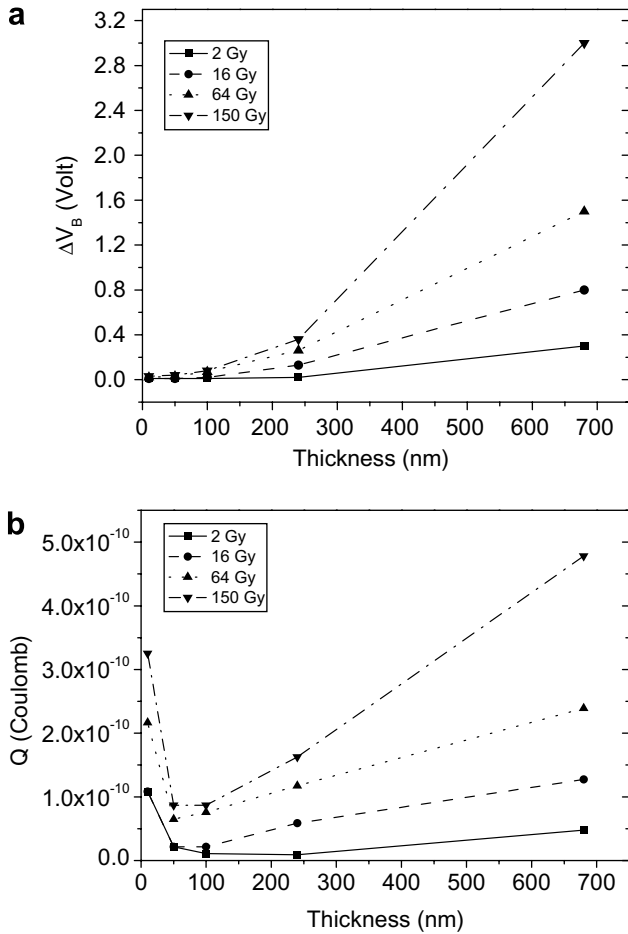 a
3.2
2.8
2.4
2.0
1.6
1.2
0.8
0.4
0.0
ΔV_B (Volt)
2 Gy
16 Gy
64 Gy
150 Gy
0 100 200 300 400 500 600 700
Thickness (nm)
b
5.0x10^-10
4.0x10^-10
3.0x10^-10
2.0x10^-10
1.0x10^-10
0.0
Q (Coulomb)
2 Gy
16 Gy
64 Gy
150 Gy
0 100 200 300 400 500 600 700
Thickness (nm)